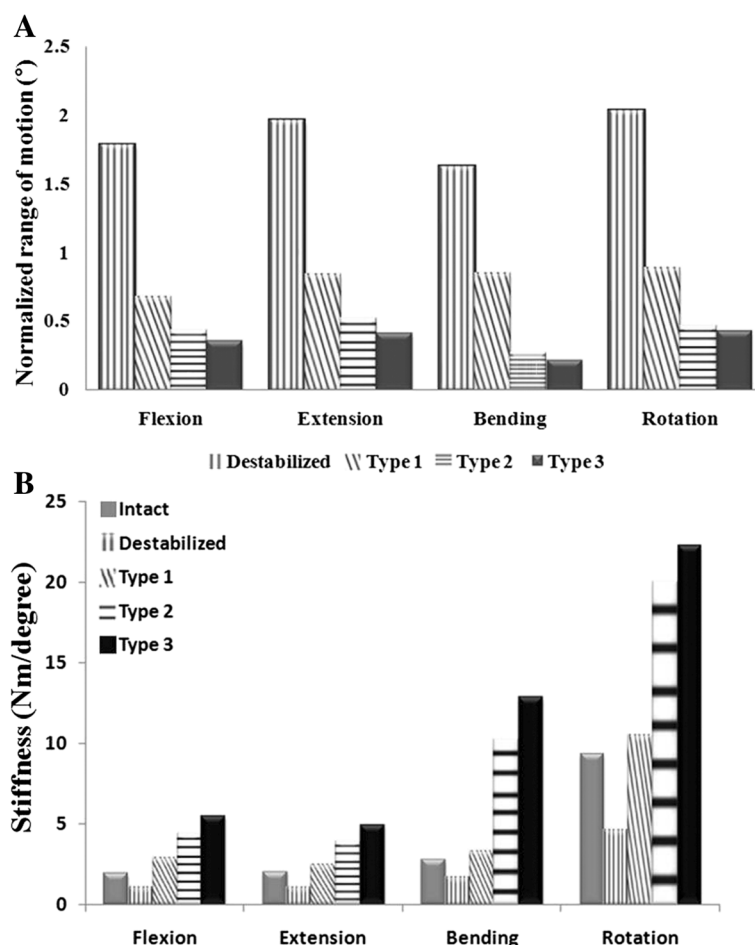 A
Normalized range of motion (°)
2.5
2
1.5
1
0.5
0
Flexion Extension Bending Rotation
Destabilized Type 1 Type 2 Type 3
B
Stiffness (Nm/degree)
25
20
15
10
5
0
Intact
Destabilized
Type 1
Type 2
Type 3
Flexion Extension Bending Rotation